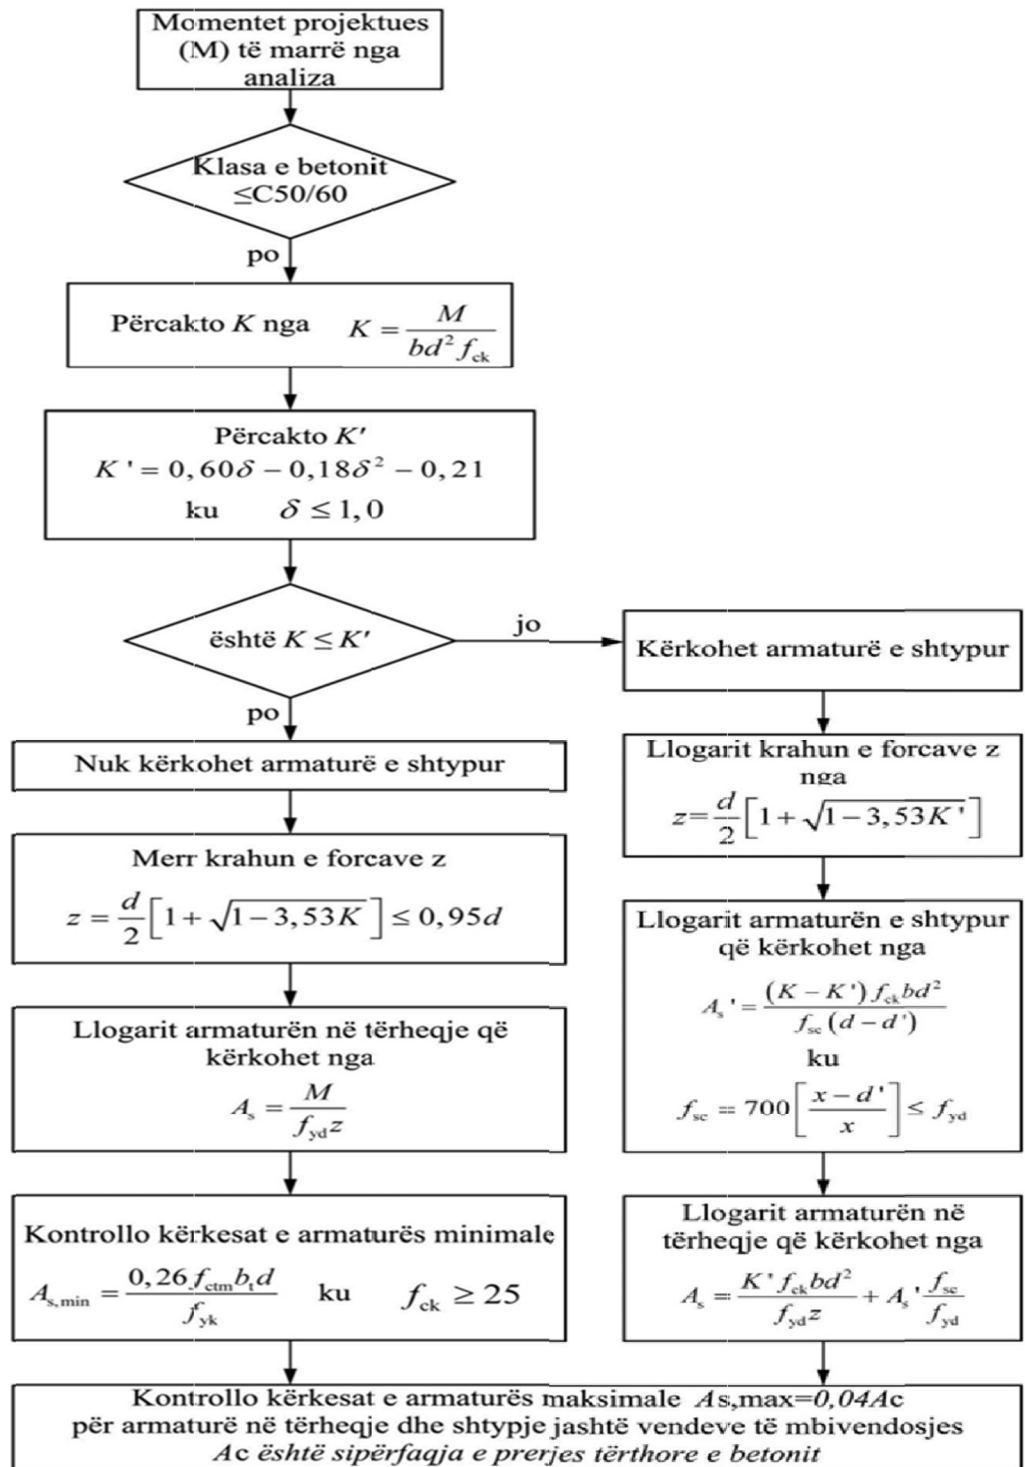 Momentet projektues
(M) të marrë nga
analiza
Klasa e betonit
≤C50/60
po
Përcakto K nga K = M / bd² f_ck
Përcakto K'
K ' = 0,60δ − 0,18δ² − 0,21
ku δ ≤ 1,0
është K ≤ K'
jo
po
Nuk kërkohet armaturë e shtypur
Merr krahun e forcave z
z = d/2 [1 + √(1 − 3,53K)] ≤ 0,95d
Llogarit armaturën në tërheqje që
kërkohet nga
A_s = M / f_yd z
Kontrollo kërkesat e armaturës minimale
A_s,min = 0,26 f_ctm b_t d / f_yk ku f_ck ≥ 25
Kërkohet armaturë e shtypur
Llogarit krahun e forcave z
nga
z = d/2 [1 + √(1 − 3,53K ')]
Llogarit armaturën e shtypur
që kërkohet nga
A_s ' = (K − K ') f_ck bd² / f_sc (d − d ')
ku
f_sc = 700 [(x − d ') / x] ≤ f_yd
Llogarit armaturën në
tërheqje që kërkohet nga
A_s = K ' f_ck bd² / f_yd z + A_s ' f_sc / f_yd
Kontrollo kërkesat e armaturës maksimale As,max=0,04Ac
për armaturë në tërheqje dhe shtypje jashtë vendeve të mbivendosjes
Ac është sipërfaqja e prerjes tërthore e betonit